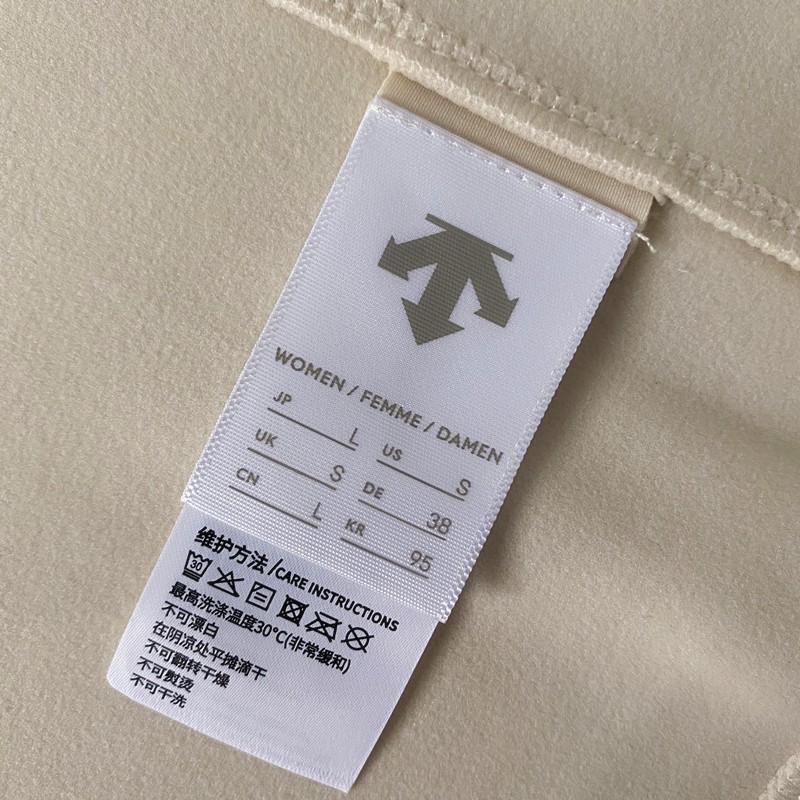 WOMEN / FEMME / DAMEN
JP L US S
UK S DE 38
CN L KR 95
维护方法/CARE INSTRUCTIONS
30
最高洗涤温度30℃(非常缓和)
不可漂白
在阴凉处平摊滴干
不可翻转干燥
不可熨烫
不可干洗